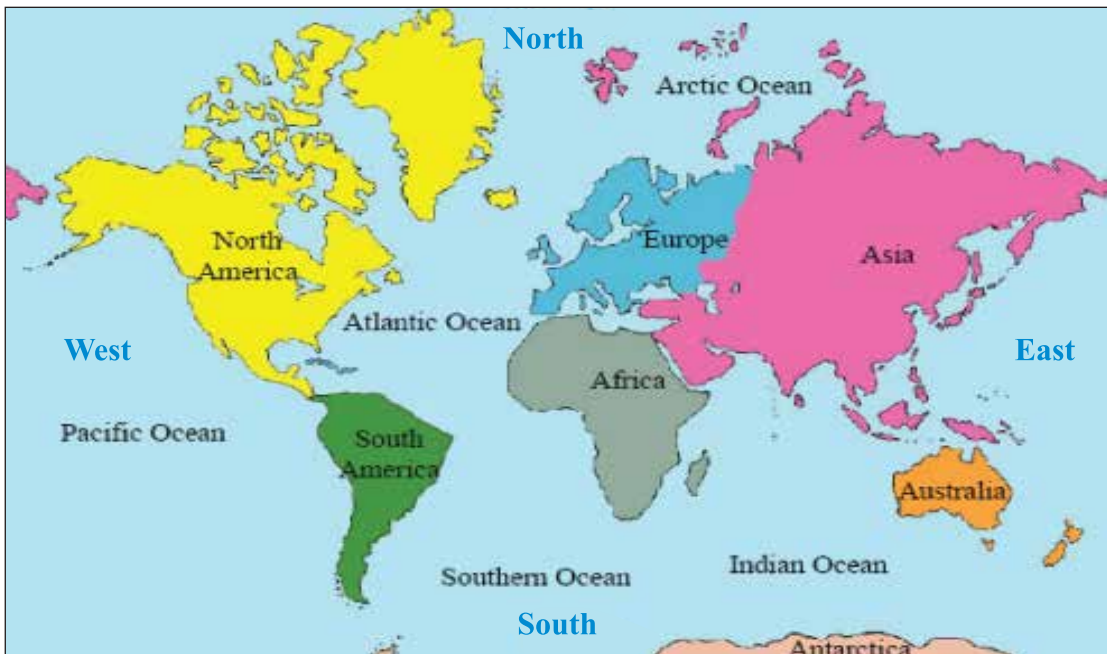 North
Arctic Ocean
North
America
Europe
Asia
Atlantic Ocean
West
East
Africa
Pacific Ocean
South
America
Australia
Indian Ocean
Southern Ocean
South
Antarctica